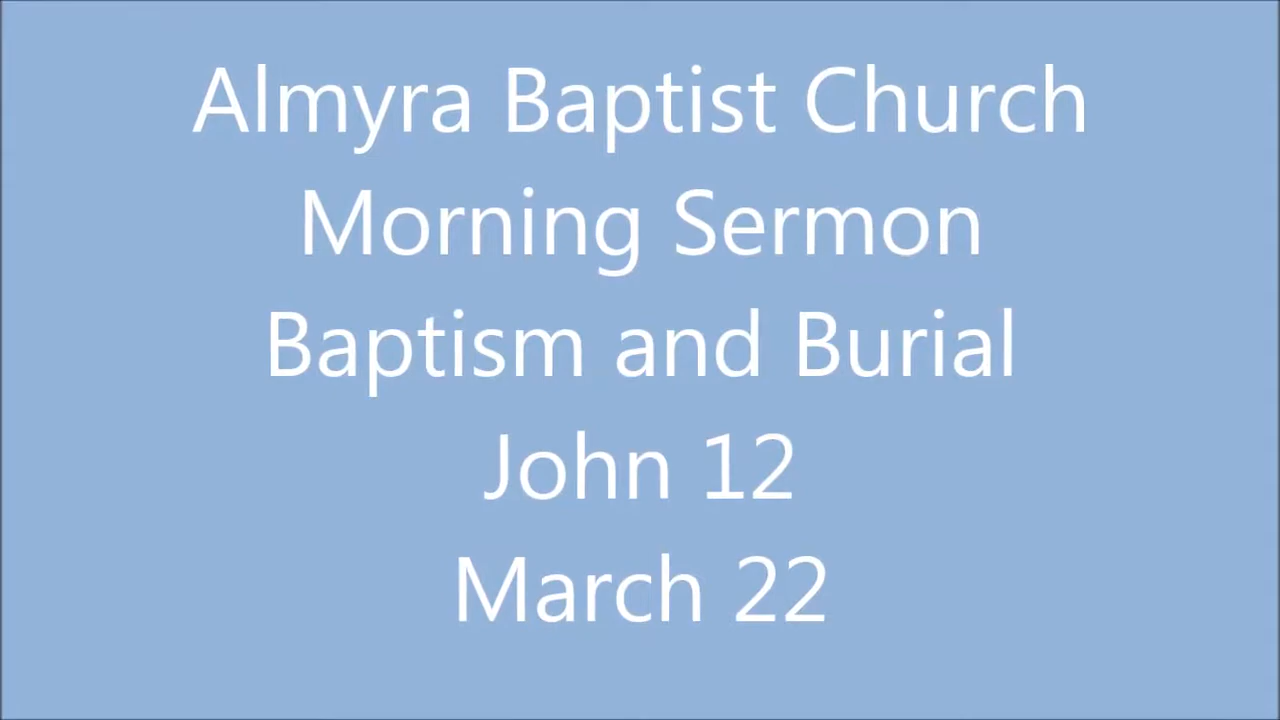 Almyra Baptist Church
Morning Sermon
Baptism and Burial
John 12
March 22